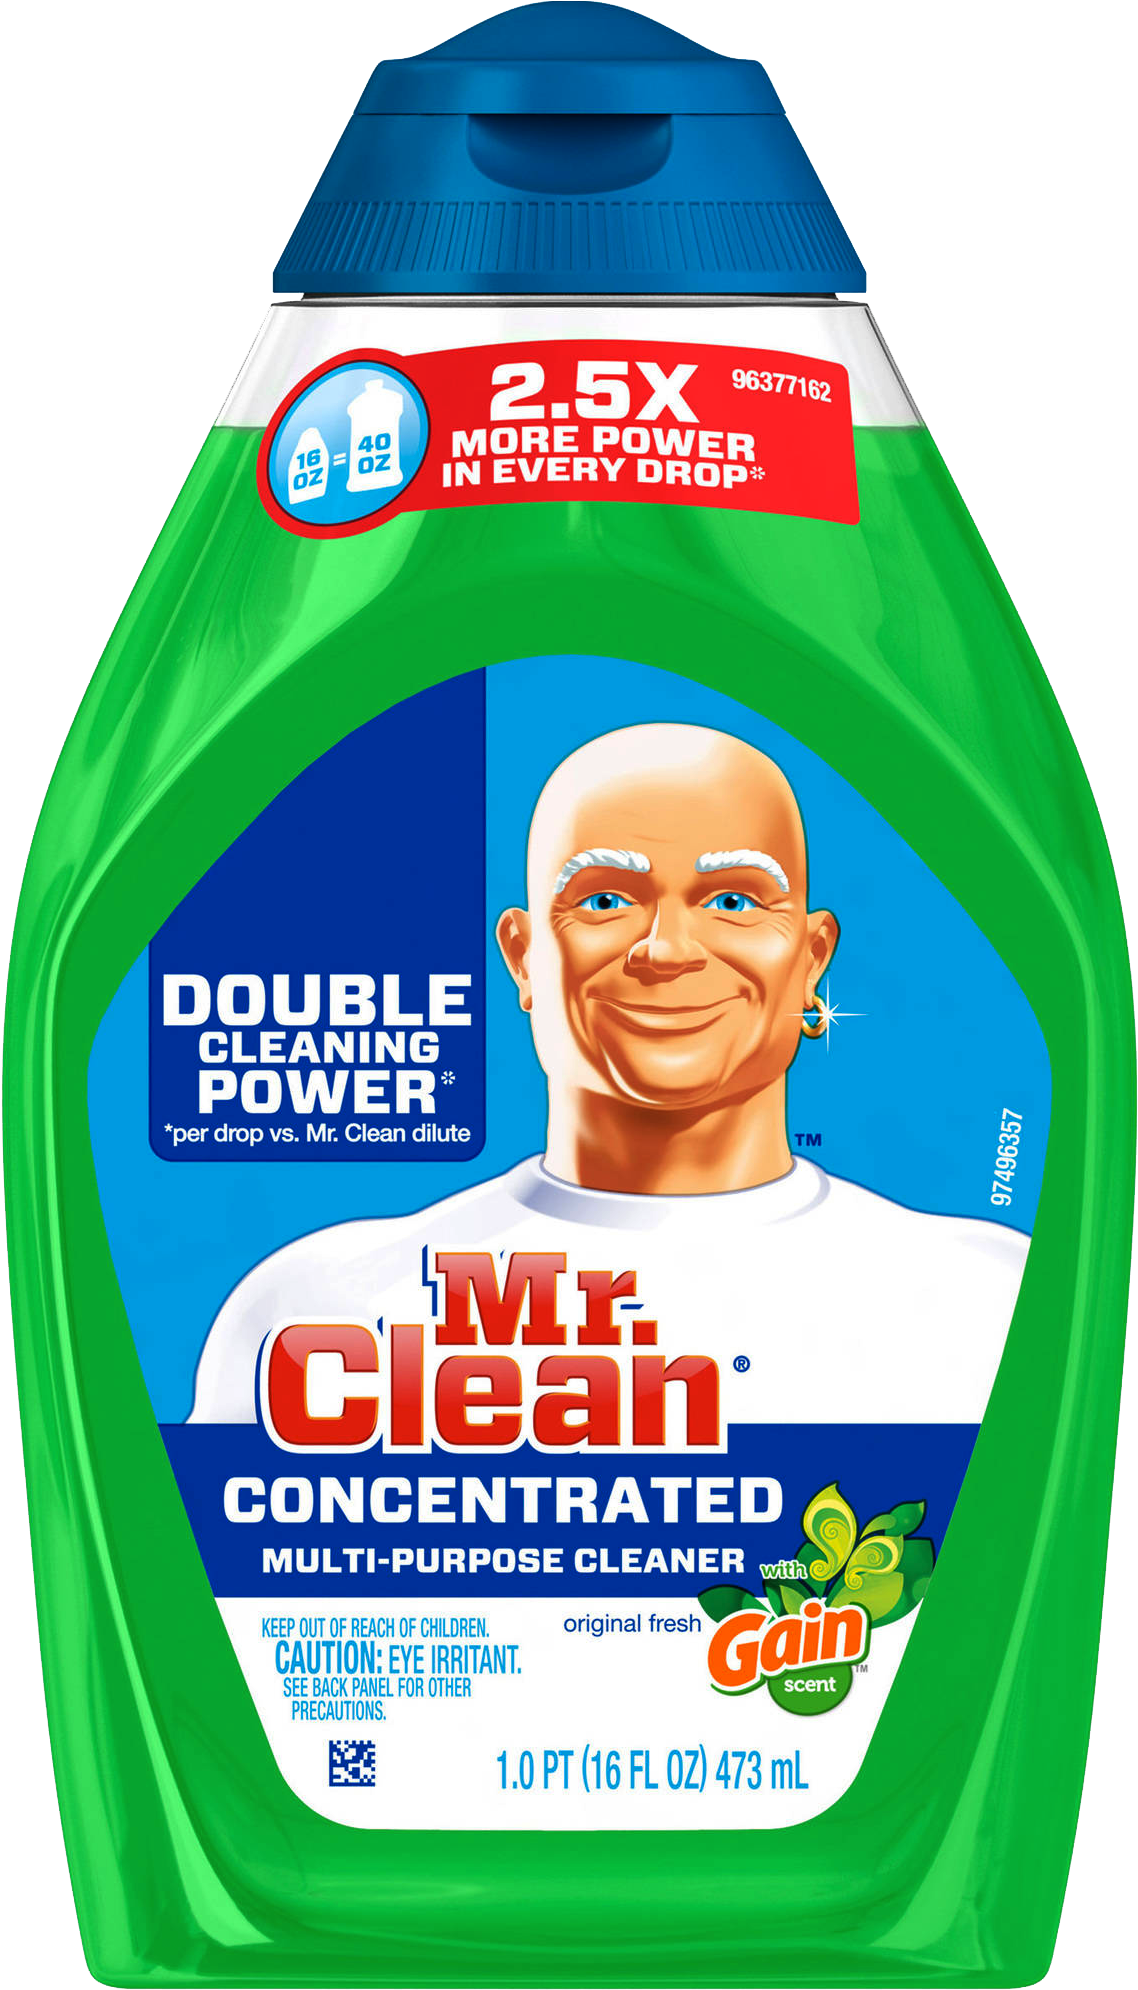 2.5X
96377162
MORE POWER
IN EVERY DROP*
16
OZ
=
40
OZ
DOUBLE
CLEANING
POWER*
*per drop vs. Mr. Clean dilute
TM
97496357
Mr.
Clean®
CONCENTRATED
MULTI-PURPOSE CLEANER
with
original fresh
Gain™
scent
KEEP OUT OF REACH OF CHILDREN.
CAUTION: EYE IRRITANT.
SEE BACK PANEL FOR OTHER
PRECAUTIONS.
1.0 PT (16 FL OZ) 473 mL